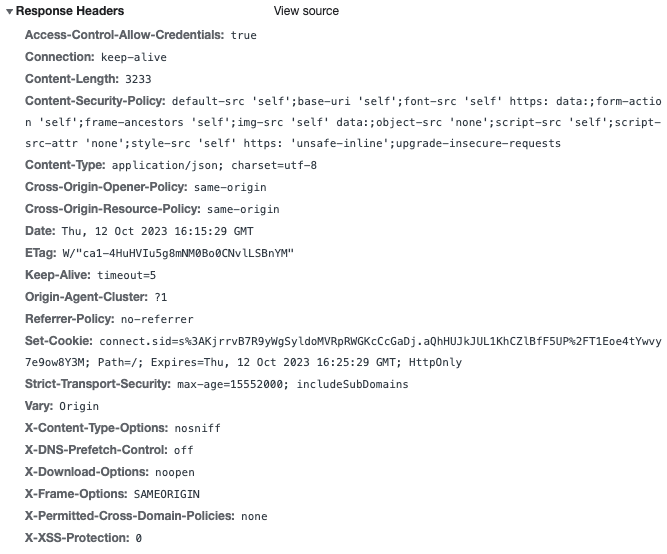 ▼Response Headers View source
Access-Control-Allow-Credentials: true
Connection: keep-alive
Content-Length: 3233
Content-Security-Policy: default-src 'self';base-uri 'self';font-src 'self' https: data:;form-actio
n 'self';frame-ancestors 'self';img-src 'self' data:;object-src 'none';script-src 'self';script-
src-attr 'none';style-src 'self' https: 'unsafe-inline';upgrade-insecure-requests
Content-Type: application/json; charset=utf-8
Cross-Origin-Opener-Policy: same-origin
Cross-Origin-Resource-Policy: same-origin
Date: Thu, 12 Oct 2023 16:15:29 GMT
ETag: W/"ca1-4HuHVIu5g8mNM0Bo0CNvlLSBnYM"
Keep-Alive: timeout=5
Origin-Agent-Cluster: ?1
Referrer-Policy: no-referrer
Set-Cookie: connect.sid=s%3AKjrrvB7R9yWgSyldoMVRpRWGKcCcGaDj.aQhHUJkJUL1KhCZlBfF5UP%2FT1Eoe4tYwvy
7e9ow8Y3M; Path=/; Expires=Thu, 12 Oct 2023 16:25:29 GMT; HttpOnly
Strict-Transport-Security: max-age=15552000; includeSubDomains
Vary: Origin
X-Content-Type-Options: nosniff
X-DNS-Prefetch-Control: off
X-Download-Options: noopen
X-Frame-Options: SAMEORIGIN
X-Permitted-Cross-Domain-Policies: none
X-XSS-Protection: 0